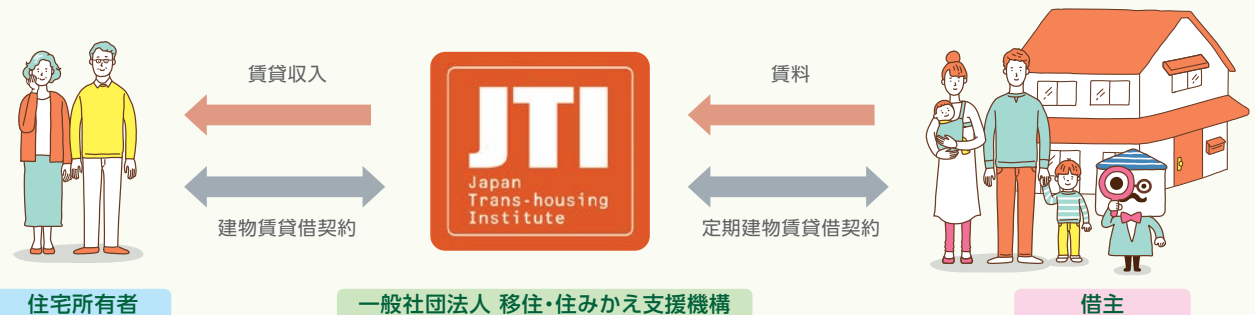 賃貸収入
賃料
JTI
Japan
Trans-housing
Institute
建物賃貸借契約
定期建物賃貸借契約
住宅所有者
一般社団法人 移住・住みかえ支援機構
借主